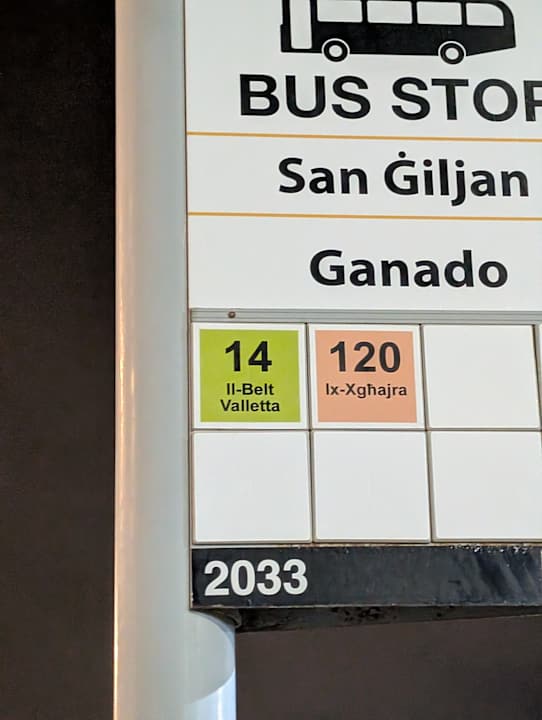 BUS STOP
San Ġiljan
Ganado
14
Il-Belt
Valletta
120
Ix-Xgħajra
2033